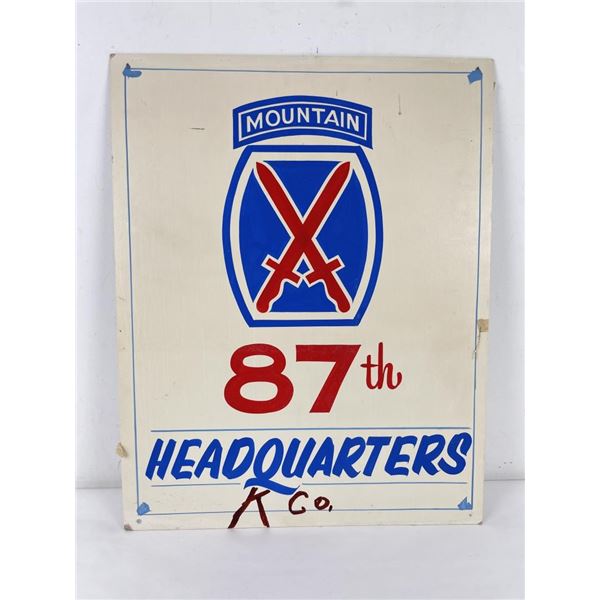 MOUNTAIN
87th
HEADQUARTERS
K Co.